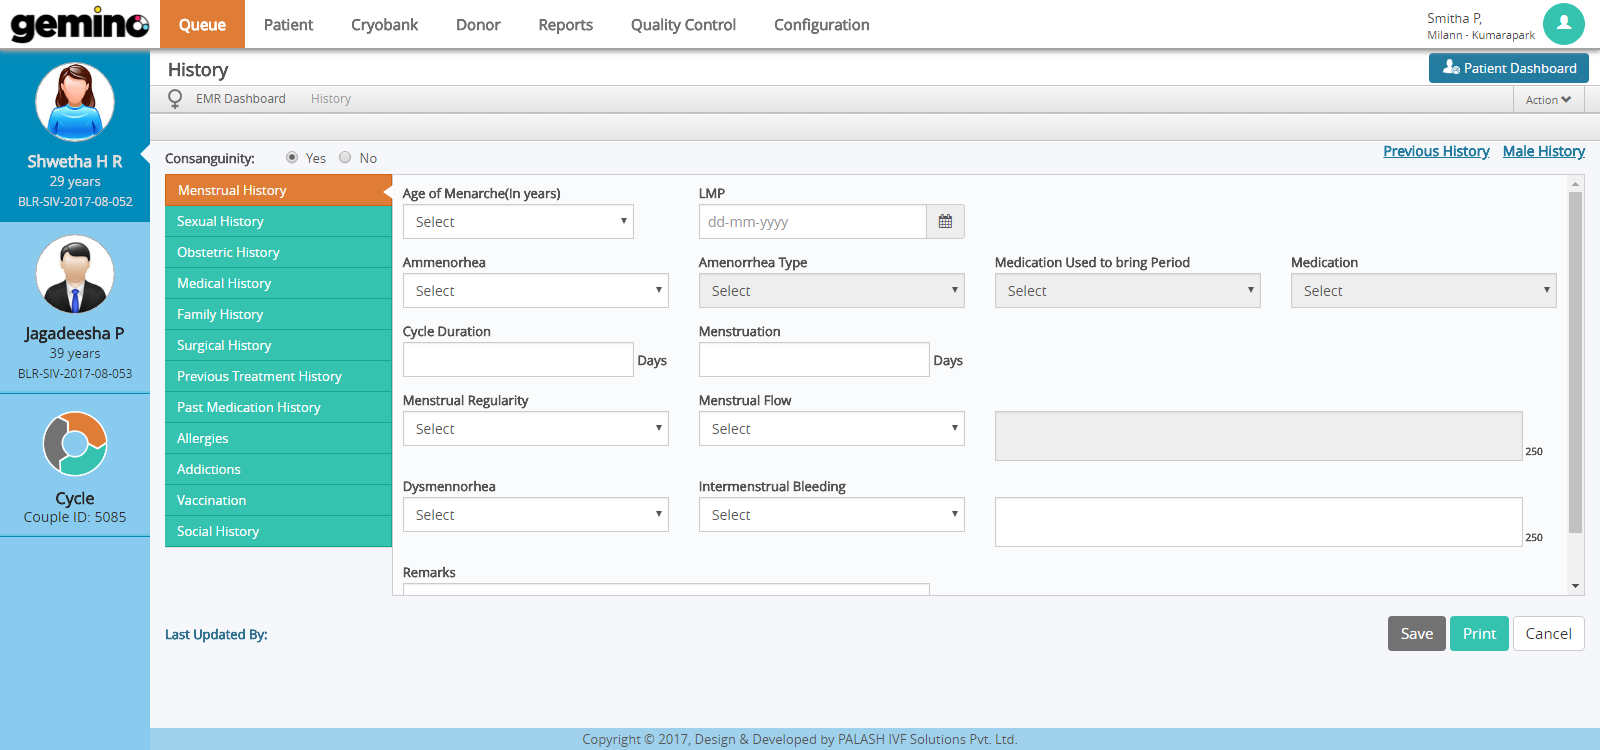 gemino
Queue Patient Cryobank Donor Reports Quality Control Configuration
Smitha P,
Milann - Kumarapark
Shwetha H R
29 years
BLR-SIV-2017-08-052
Jagadeesha P
39 years
BLR-SIV-2017-08-053
Cycle
Couple ID: 5085
History
Patient Dashboard
EMR Dashboard History
Action
Consanguinity: Yes No
Previous History Male History
Menstrual History
Sexual History
Obstetric History
Medical History
Family History
Surgical History
Previous Treatment History
Past Medication History
Allergies
Addictions
Vaccination
Social History
Age of Menarche(In years) LMP
Select dd-mm-yyyy
Ammenorhea Amenorrhea Type Medication Used to bring Period Medication
Select Select Select Select
Cycle Duration Menstruation
Days Days
Menstrual Regularity Menstrual Flow
Select Select
250
Dysmennorhea Intermenstrual Bleeding
Select Select
250
Remarks
Last Updated By:
Save Print Cancel
Copyright © 2017, Design & Developed by PALASH IVF Solutions Pvt. Ltd.